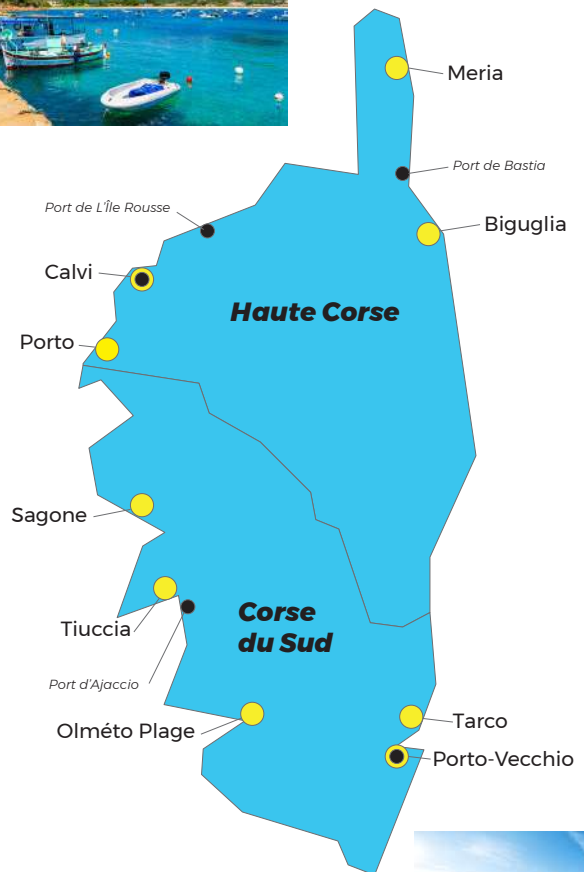 Meria
Port de Bastia
Port de L'Île Rousse
Biguglia
Calvi
Haute Corse
Porto
Sagone
Corse
du Sud
Tiuccia
Port d'Ajaccio
Olméto Plage
Tarco
Porto-Vecchio